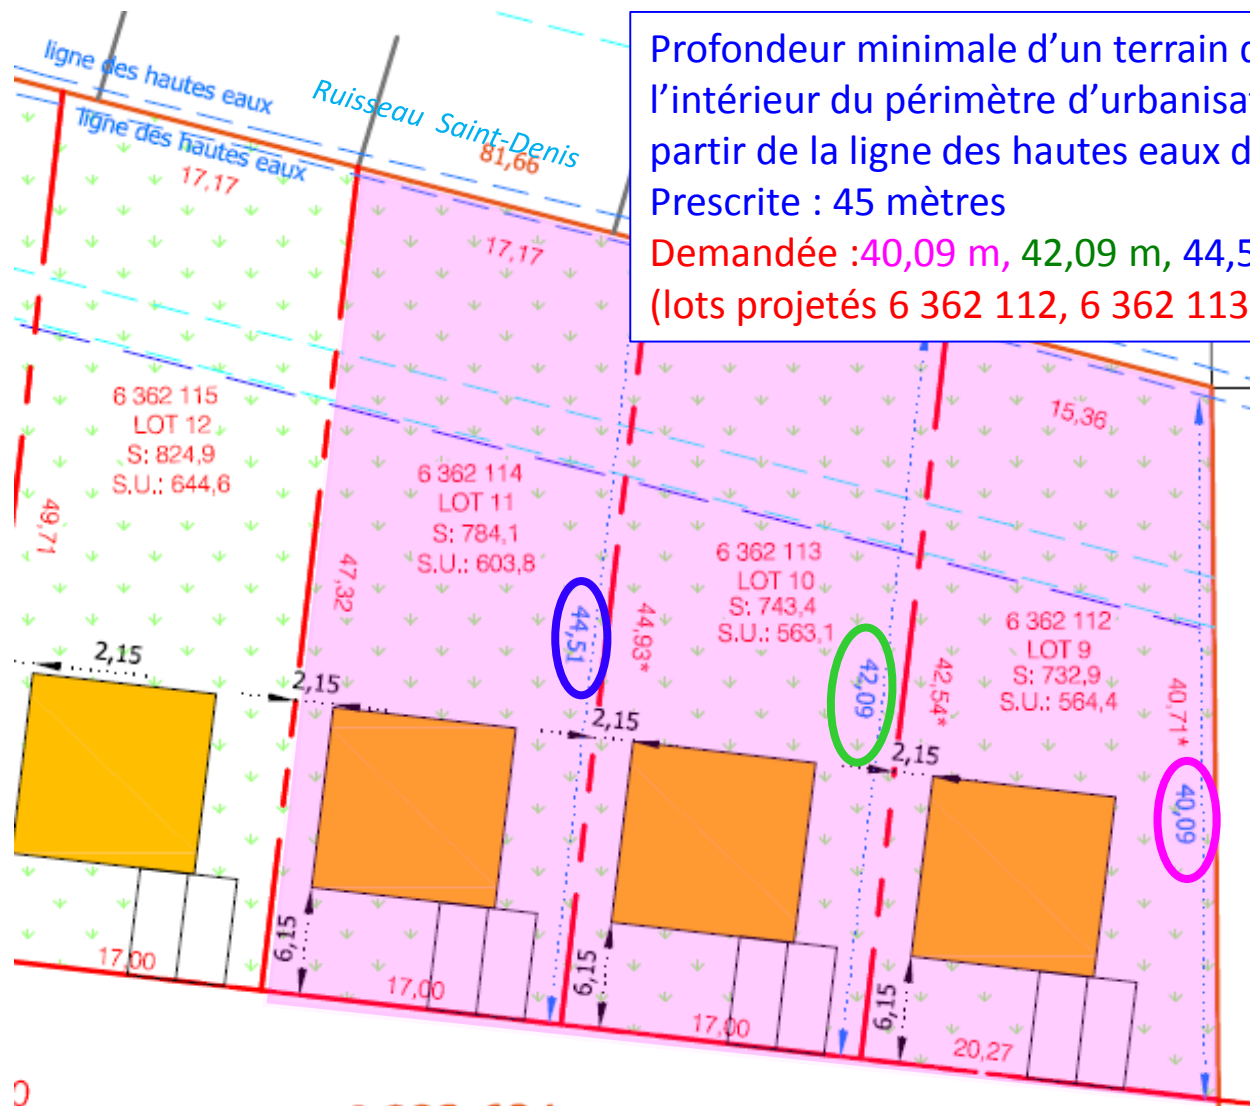 Profondeur minimale d'un terrain d
l'intérieur du périmètre d'urbanisat
partir de la ligne des hautes eaux d
Prescrite : 45 mètres
Demandée :40,09 m, 42,09 m, 44,5
(lots projetés 6 362 112, 6 362 113
ligne des hautes eaux
ligne des hautes eaux
Ruisseau Saint-Denis
81,66
17,17
17,17
15,36
6 362 115
LOT 12
S: 824,9
S.U.: 644,6
49,71
6 362 114
LOT 11
S: 784,1
S.U.: 603,8
47,32
44,51
44,93*
6 362 113
LOT 10
S: 743,4
S.U.: 563,1
42,09
42,54*
6 362 112
LOT 9
S: 732,9
S.U.: 564,4
40,71*
40,09
2,15
2,15
2,15
2,15
6,15
6,15
6,15
17,00
17,00
17,00
20,27
0